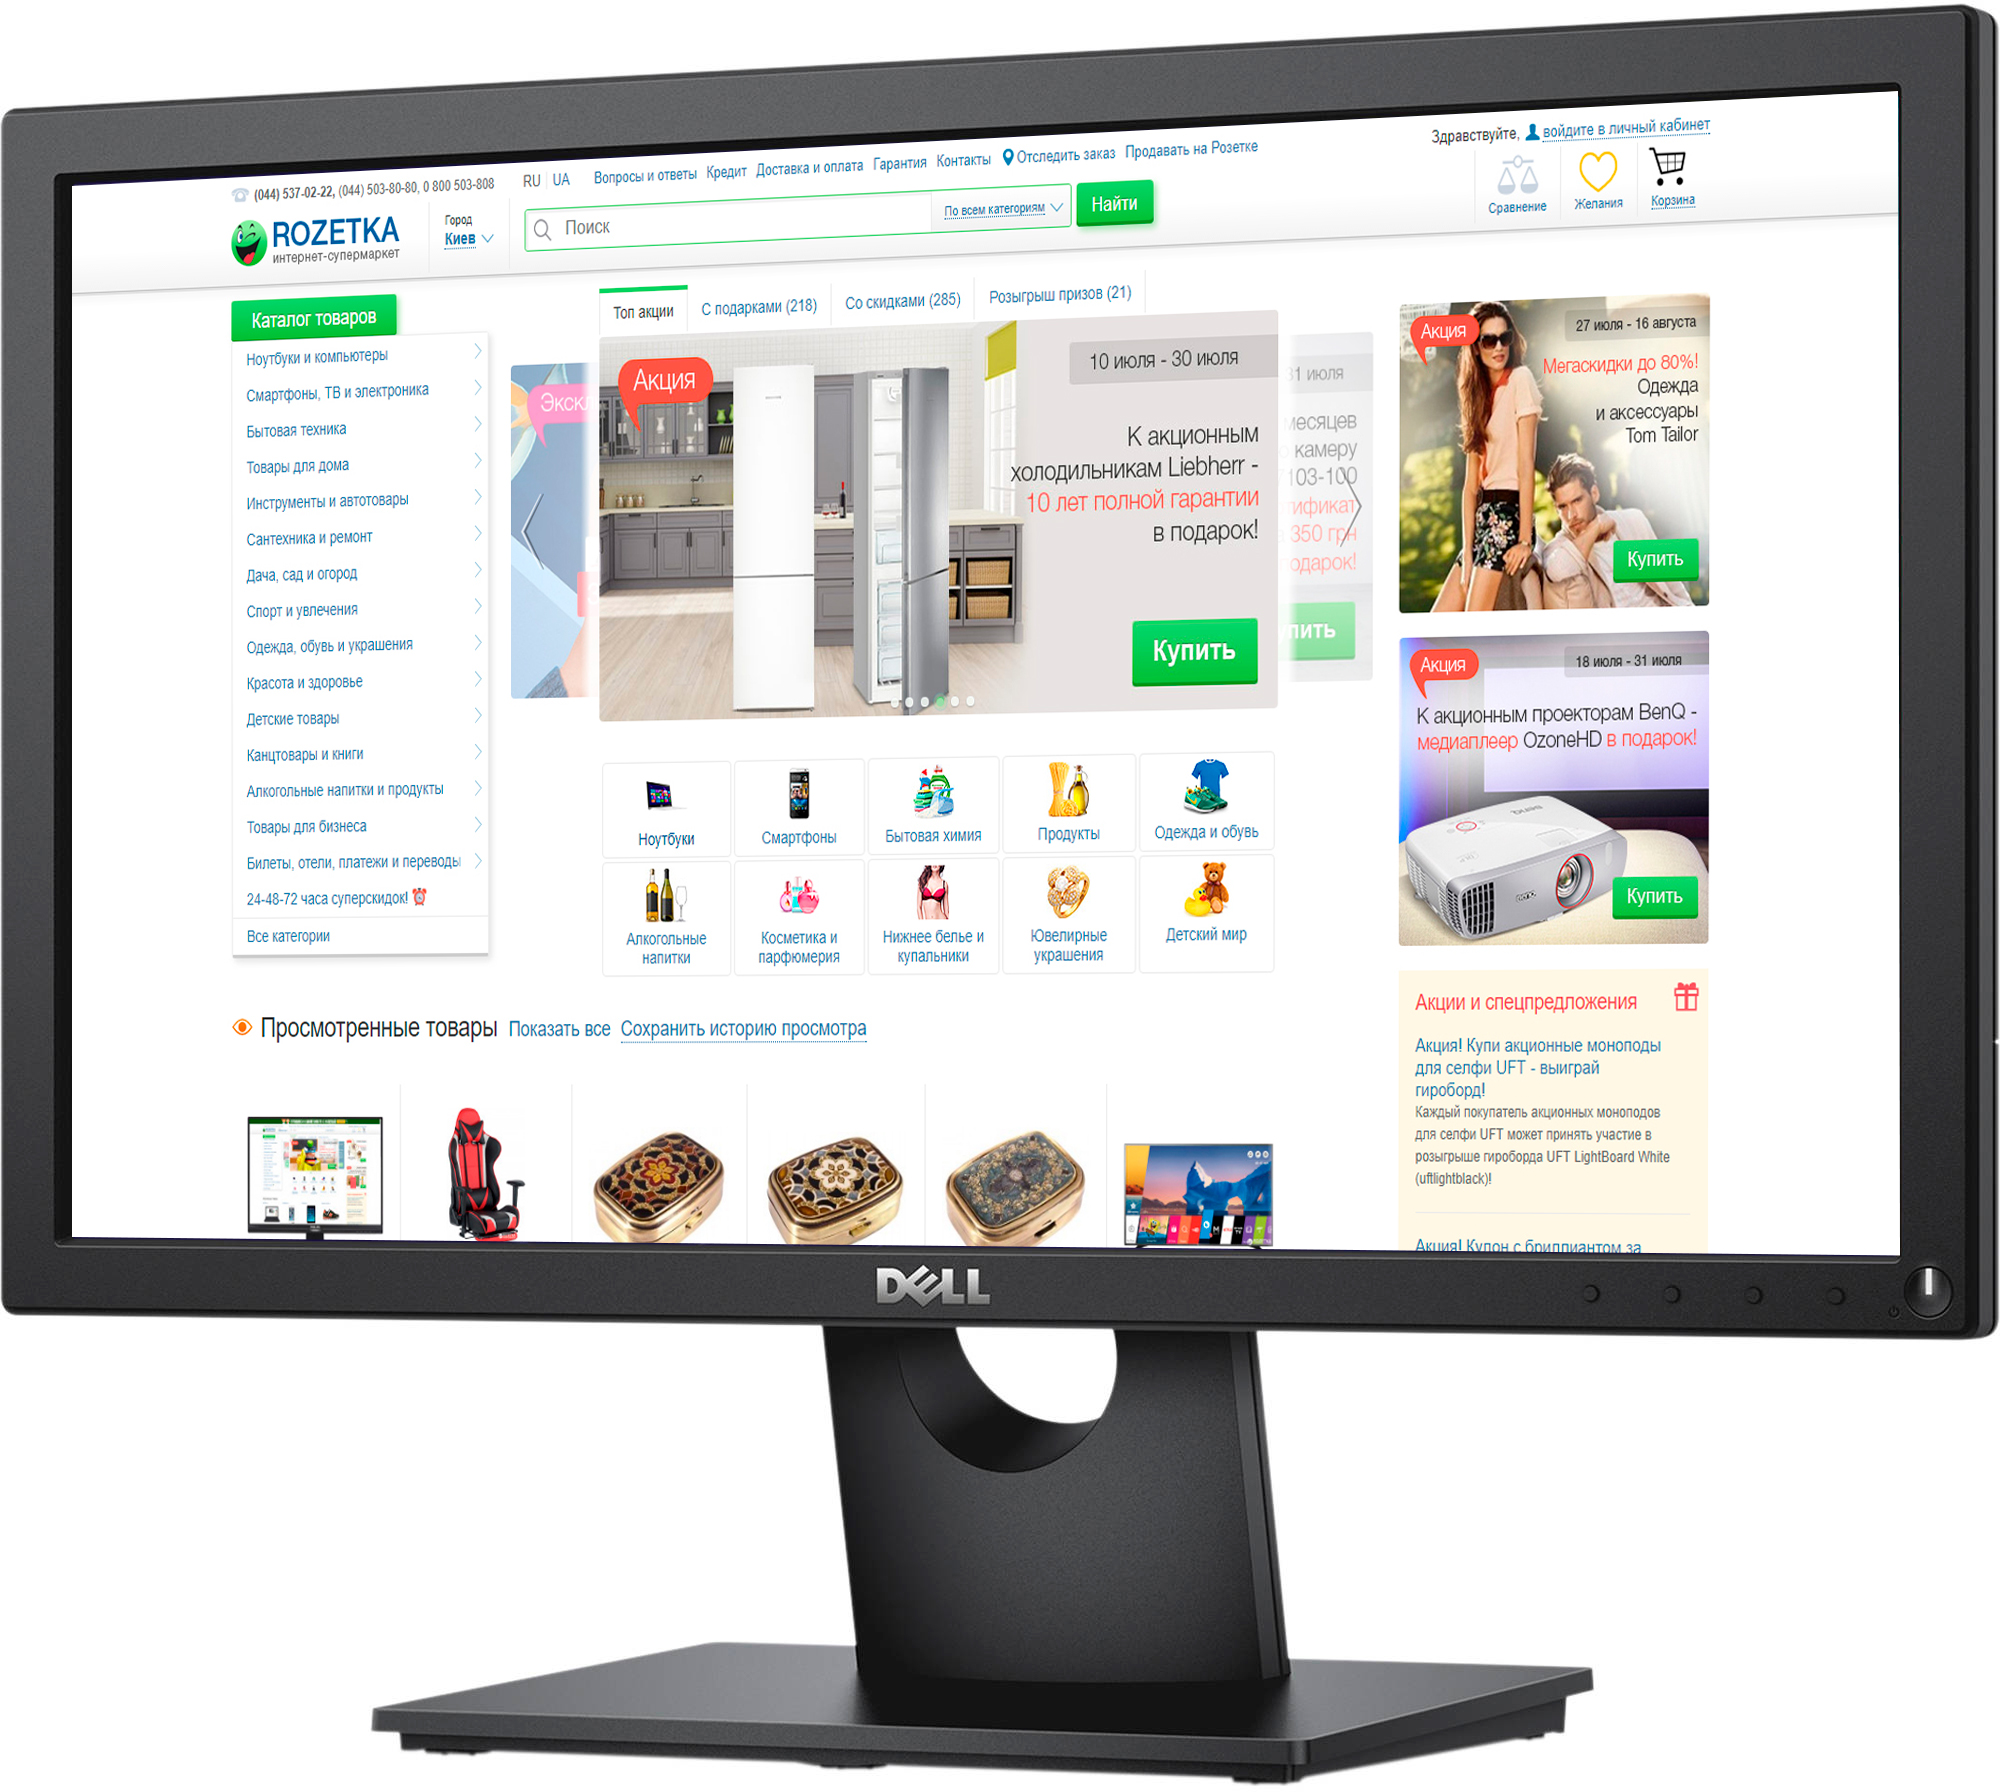 (044) 537-02-22, (044) 503-80-80, 0 800 503-808
RU UA
Вопросы и ответы Кредит Доставка и оплата Гарантия Контакты Отследить заказ Продавать на Розетке
Здравствуйте, войдите в личный кабинет
ROZETKA
интернет-супермаркет
Город
Киев
Поиск
По всем категориям
Найти
Сравнение
Желания
Корзина
Каталог товаров
Ноутбуки и компьютеры
Смартфоны, ТВ и электроника
Бытовая техника
Товары для дома
Инструменты и автотовары
Сантехника и ремонт
Дача, сад и огород
Спорт и увлечения
Одежда, обувь и украшения
Красота и здоровье
Детские товары
Канцтовары и книги
Алкогольные напитки и продукты
Товары для бизнеса
Билеты, отели, платежи и переводы
24-48-72 часа суперскидок!
Все категории
Топ акции
С подарками (218)
Со скидками (285)
Розыгрыш призов (21)
Экскл
Акция
10 июля - 30 июля
К акционным
холодильникам Liebherr -
10 лет полной гарантии
в подарок!
Купить
31 июля
месяцев
камеру
103-100
тификат
350 грн
одарок!
пить
Акция
27 июля - 16 августа
Мегаскидки до 80%!
Одежда
и аксессуары
Tom Tailor
Купить
Акция
18 июля - 31 июля
К акционным проекторам BenQ -
медиаплеер OzoneHD в подарок!
BenQ
BenQ
Купить
Ноутбуки
Смартфоны
Бытовая химия
Продукты
Одежда и обувь
Алкогольные
напитки
Косметика и
парфюмерия
Нижнее белье и
купальники
Ювелирные
украшения
Детский мир
Просмотренные товары Показать все Сохранить историю просмотра
Акции и спецпредложения
Акция! Купи акционные моноподы
для селфи UFT - выиграй
гироборд!
Каждый покупатель акционных моноподов
для селфи UFT может принять участие в
розыгрыше гироборда UFT LightBoard White
(uftlightblack)!
Акция! Кулон с бриллиантом за
DELL